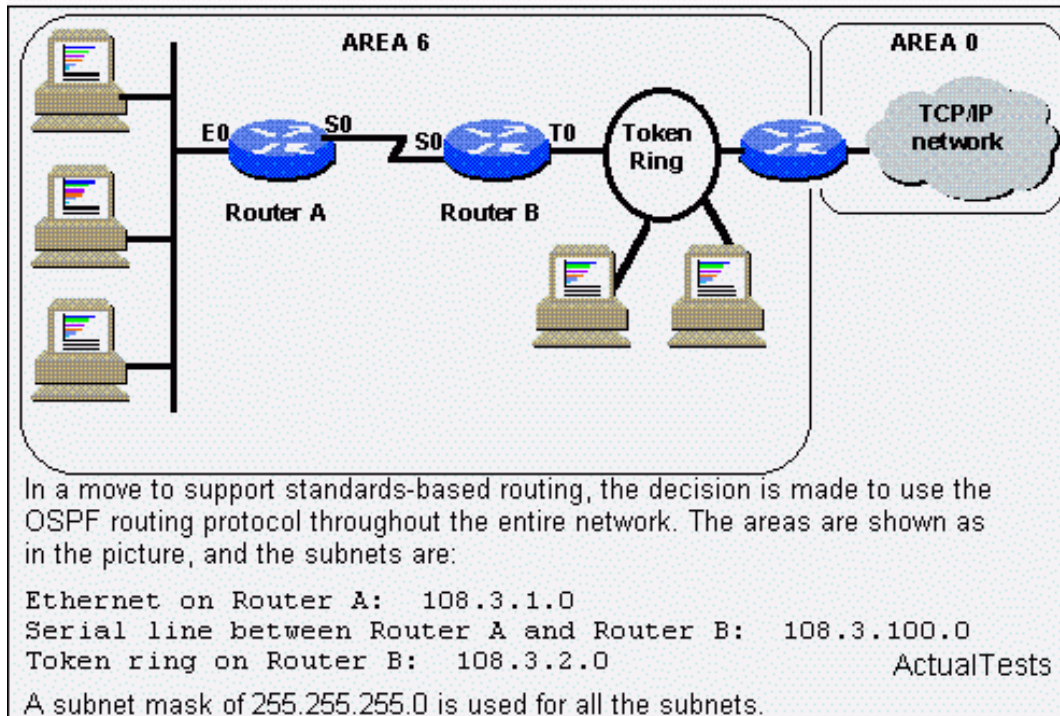 AREA 6
AREA 0
E0
S0
S0
T0
Token
Ring
TCP/IP
network
Router A
Router B
In a move to support standards-based routing, the decision is made to use the
OSPF routing protocol throughout the entire network. The areas are shown as
in the picture, and the subnets are:
Ethernet on Router A: 108.3.1.0
Serial line between Router A and Router B: 108.3.100.0
Token ring on Router B: 108.3.2.0
ActualTests
A subnet mask of 255.255.255.0 is used for all the subnets.